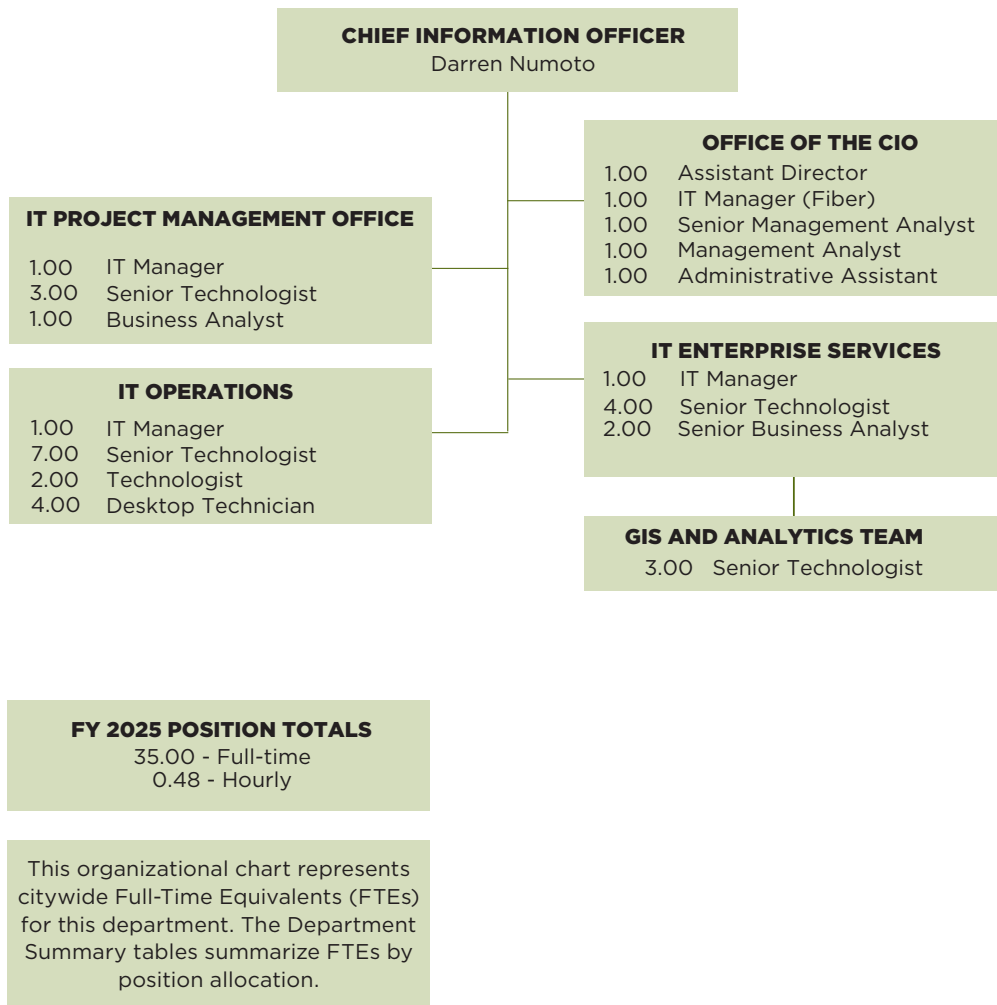 CHIEF INFORMATION OFFICER
Darren Numoto
OFFICE OF THE CIO
1.00 Assistant Director
1.00 IT Manager (Fiber)
1.00 Senior Management Analyst
1.00 Management Analyst
1.00 Administrative Assistant
IT PROJECT MANAGEMENT OFFICE
1.00 IT Manager
3.00 Senior Technologist
1.00 Business Analyst
IT ENTERPRISE SERVICES
1.00 IT Manager
4.00 Senior Technologist
2.00 Senior Business Analyst
IT OPERATIONS
1.00 IT Manager
7.00 Senior Technologist
2.00 Technologist
4.00 Desktop Technician
GIS AND ANALYTICS TEAM
3.00 Senior Technologist
FY 2025 POSITION TOTALS
35.00 - Full-time
0.48 - Hourly
This organizational chart represents
citywide Full-Time Equivalents (FTEs)
for this department. The Department
Summary tables summarize FTEs by
position allocation.